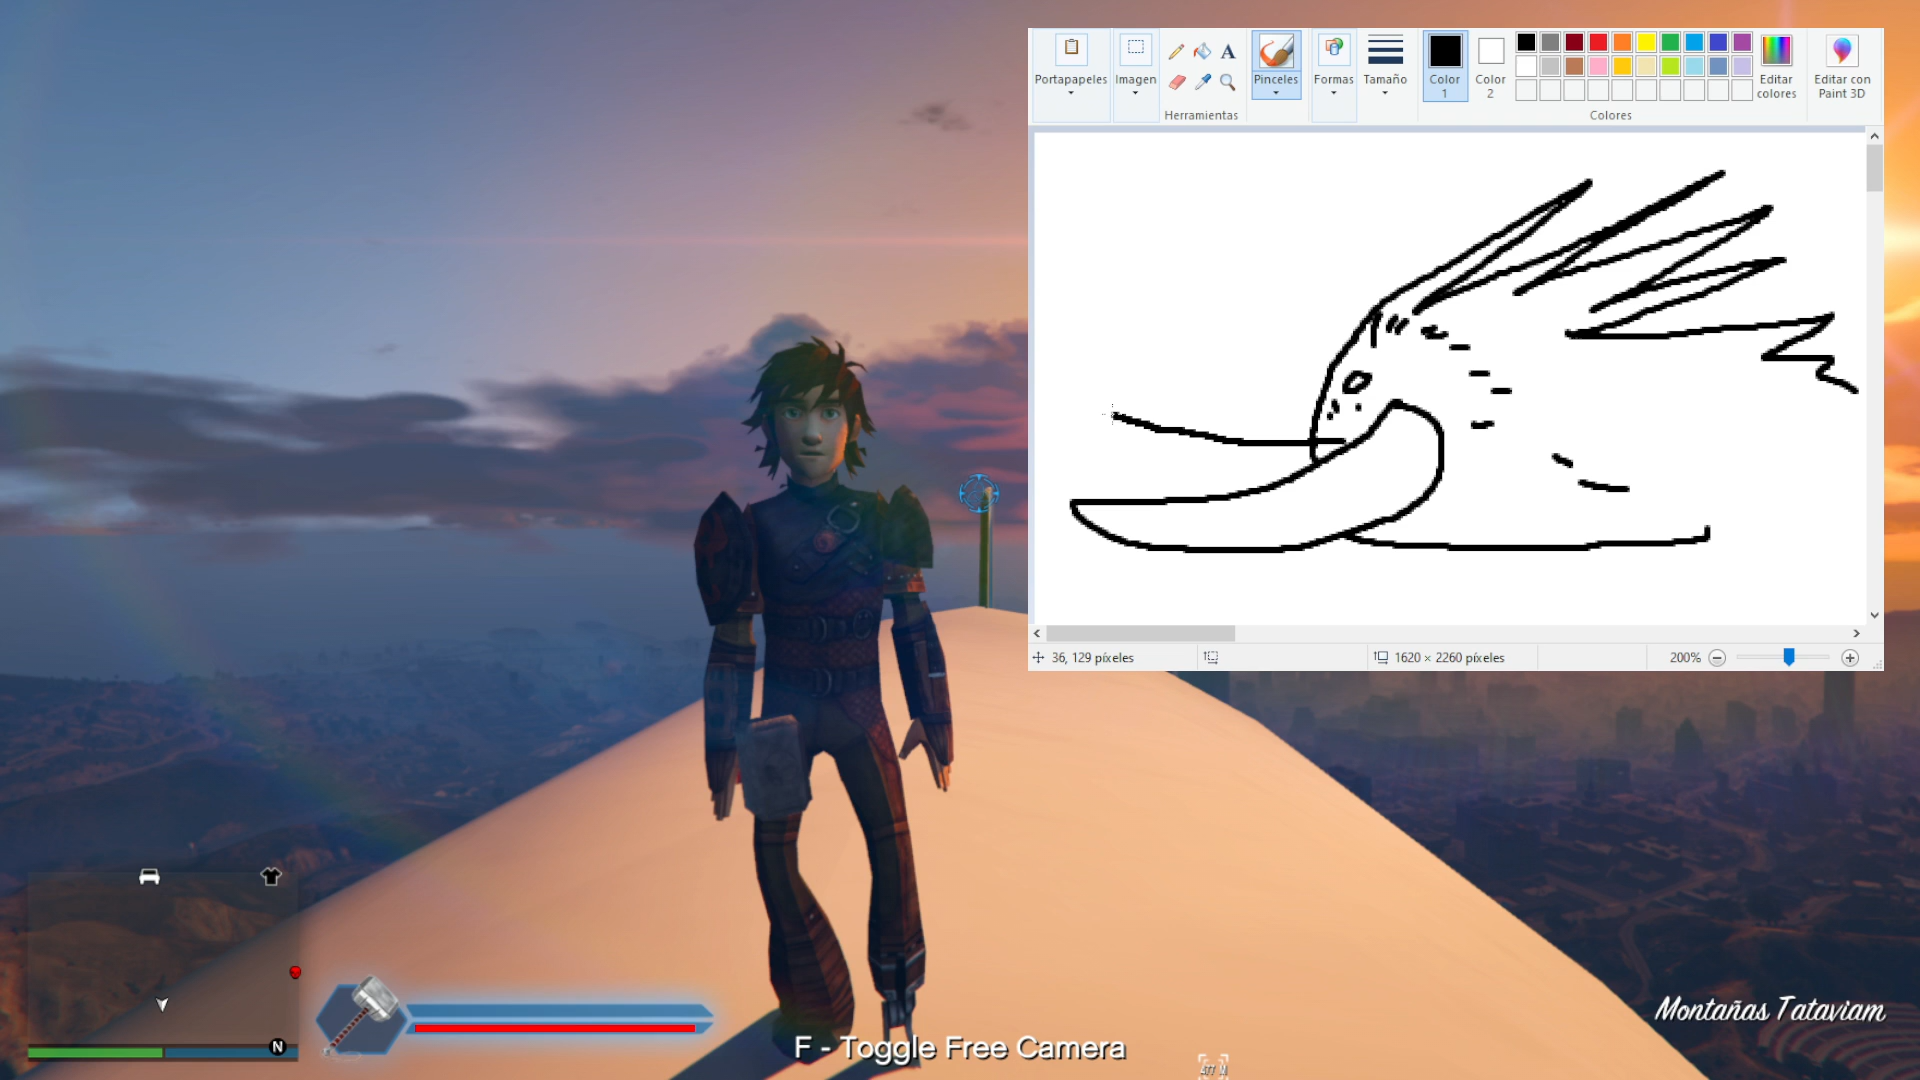 Portapapeles
Imagen
A
Herramientas
Pinceles
Formas
Tamaño
Color
1
Color
2
Editar
colores
Editar con
Paint 3D
Colores
36, 129 píxeles
1620 × 2260 píxeles
200%
Montañas Tataviam
N
F - Toggle Free Camera